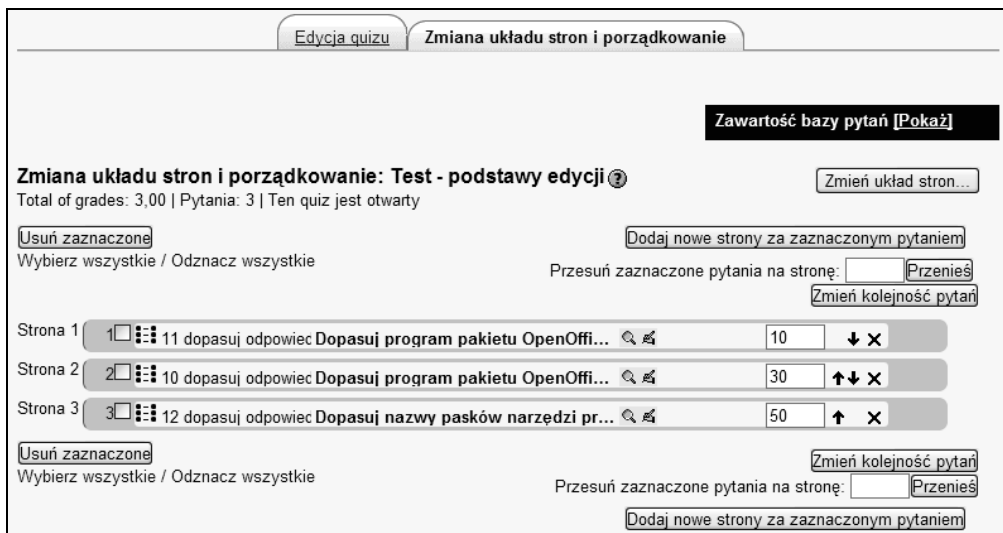 Edycja quizu Zmiana układu stron i porządkowanie
Zawartość bazy pytań [Pokaż]
Zmiana układu stron i porządkowanie: Test - podstawy edycji ?
Zmień układ stron...
Total of grades: 3,00 | Pytania: 3 | Ten quiz jest otwarty
Usuń zaznaczone
Dodaj nowe strony za zaznaczonym pytaniem
Wybierz wszystkie / Odznacz wszystkie
Przesuń zaznaczone pytania na stronę: Przenieś
Zmień kolejność pytań
Strona 1 1 11 dopasuj odpowiec Dopasuj program pakietu OpenOffi... 10
Strona 2 2 10 dopasuj odpowiec Dopasuj program pakietu OpenOffi... 30
Strona 3 3 12 dopasuj odpowiec Dopasuj nazwy pasków narzędzi pr... 50
Usuń zaznaczone
Zmień kolejność pytań
Wybierz wszystkie / Odznacz wszystkie
Przesuń zaznaczone pytania na stronę: Przenieś
Dodaj nowe strony za zaznaczonym pytaniem